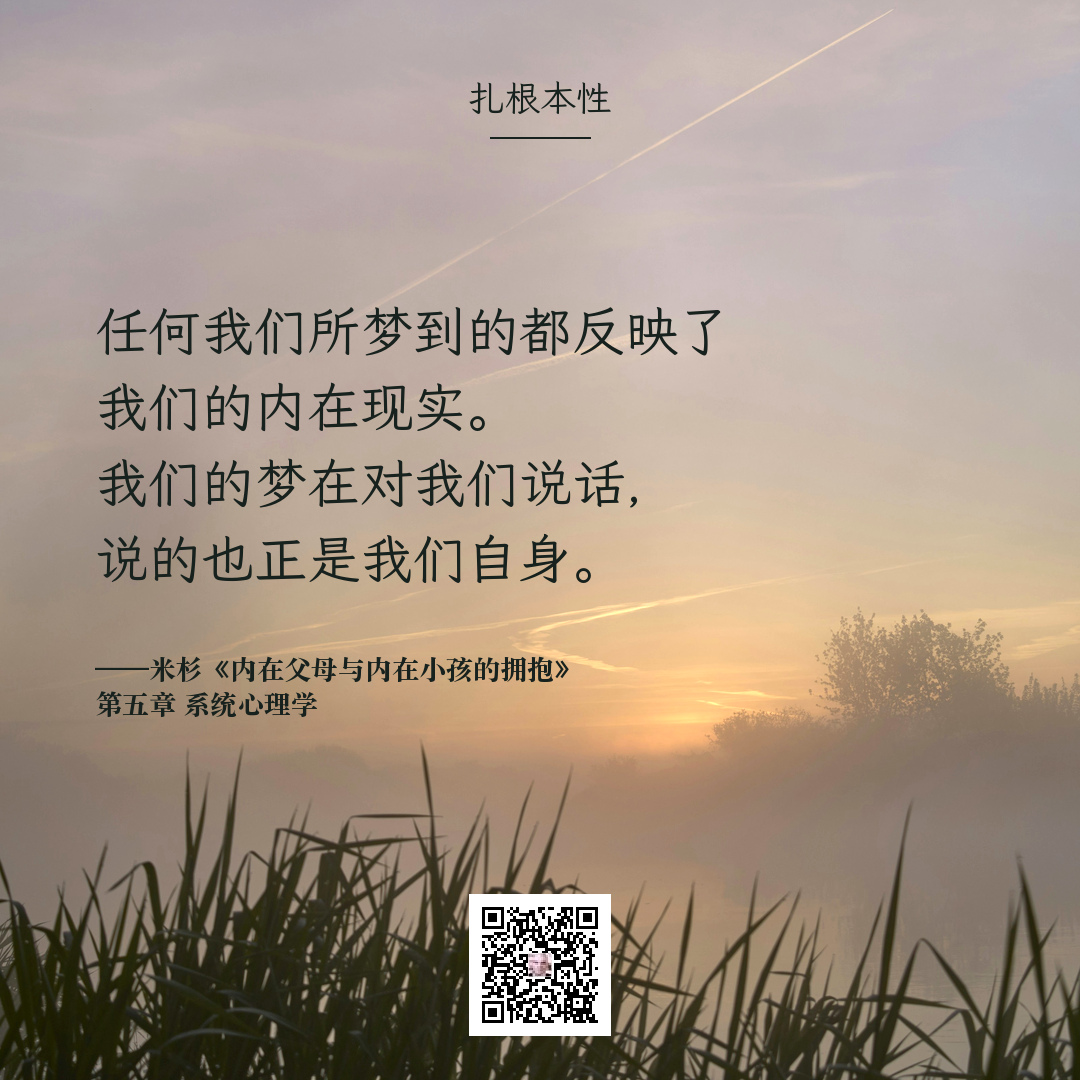 扎根本性
任何我们所梦到的都反映了
我们的内在现实。
我们的梦在对我们说话,
说的也正是我们自身。
——米杉《内在父母与内在小孩的拥抱》
第五章 系统心理学